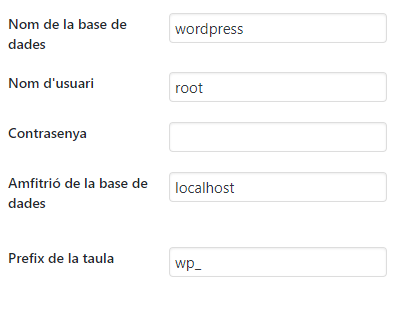 Nom de la base de
dades
wordpress
Nom d'usuari
root
Contrasenya
Amfitrió de la base de
dades
localhost
Prefix de la taula
wp_